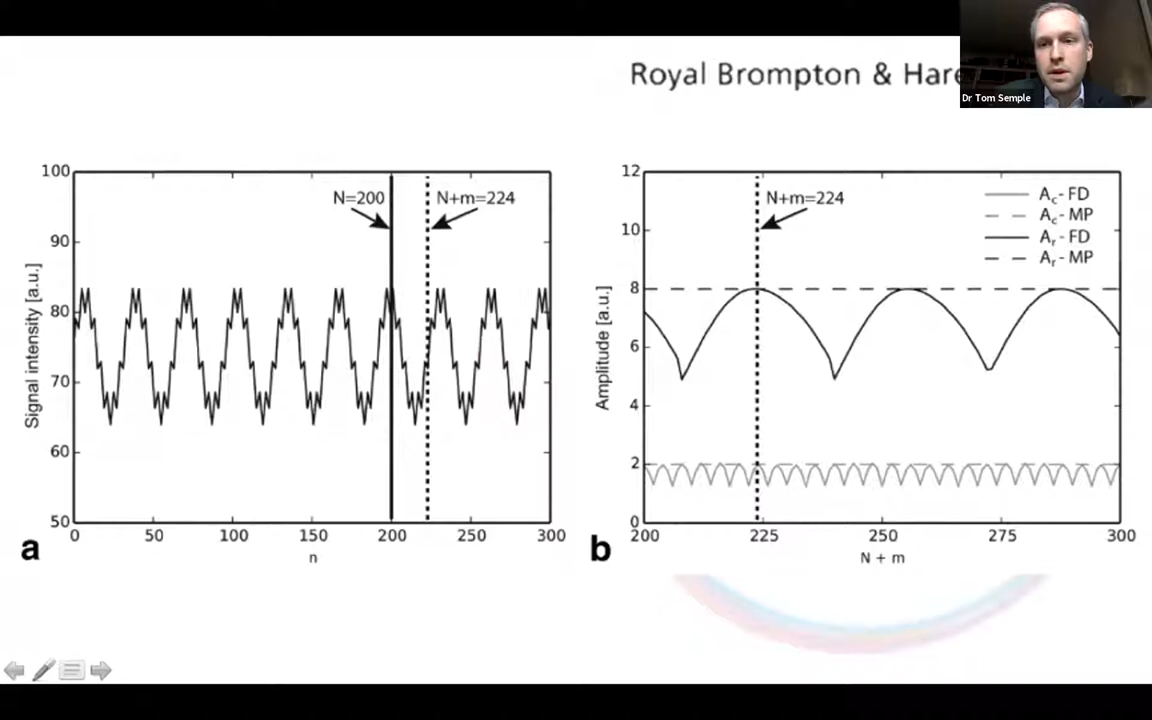 Royal Brompton & Hare
Dr Tom Semple
100
90
80
70
60
50
Signal intensity [a.u.]
N=200
N+m=224
0
50
100
150
200
250
300
n
a
12
10
8
6
4
2
0
Amplitude [a.u.]
N+m=224
Ac - FD
Ac - MP
Ar - FD
Ar - MP
200
225
250
275
300
N + m
b